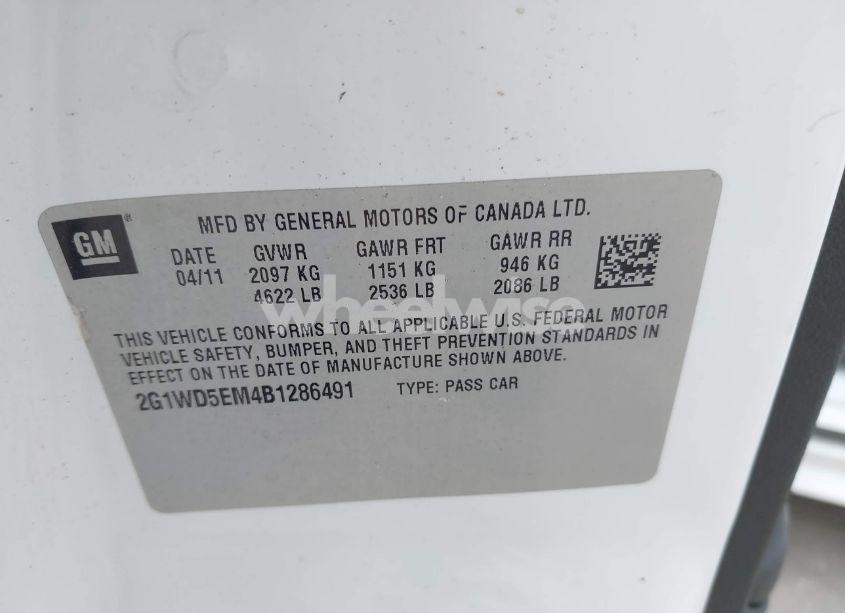 GM
MFD BY GENERAL MOTORS OF CANADA LTD.
DATE GVWR GAWR FRT GAWR RR
04/11 2097 KG 1151 KG 946 KG
4622 LB 2536 LB 2086 LB
wheelwise
THIS VEHICLE CONFORMS TO ALL APPLICABLE U.S. FEDERAL MOTOR
VEHICLE SAFETY, BUMPER, AND THEFT PREVENTION STANDARDS IN
EFFECT ON THE DATE OF MANUFACTURE SHOWN ABOVE.
2G1WD5EM4B1286491 TYPE: PASS CAR